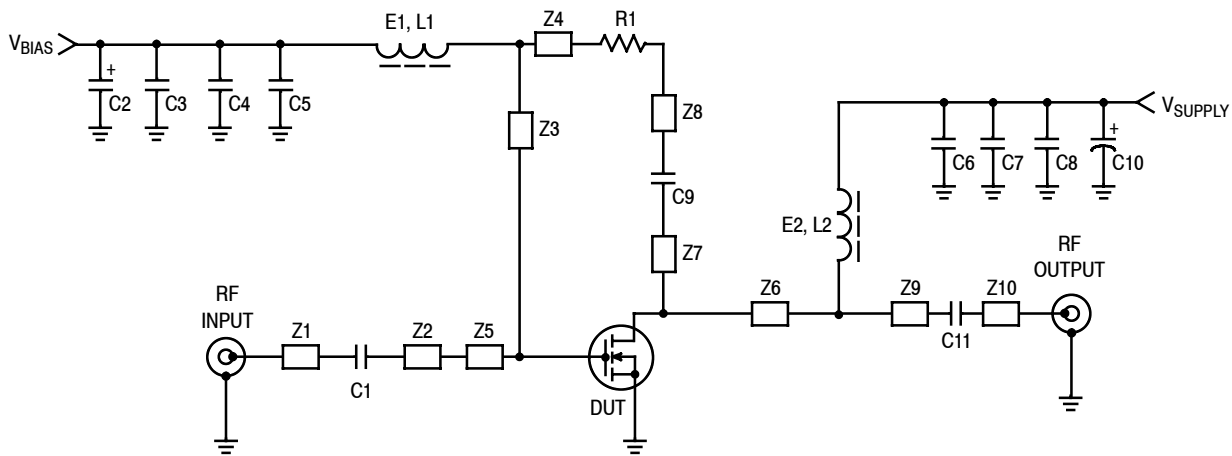 VBIAS
+
C2
C3
C4
C5
E1, L1
Z4
R1
Z3
Z8
C9
Z7
VSUPPLY
C6
C7
C8
+
C10
E2, L2
RF
INPUT
Z1
C1
Z2
Z5
DUT
Z6
Z9
C11
Z10
RF
OUTPUT